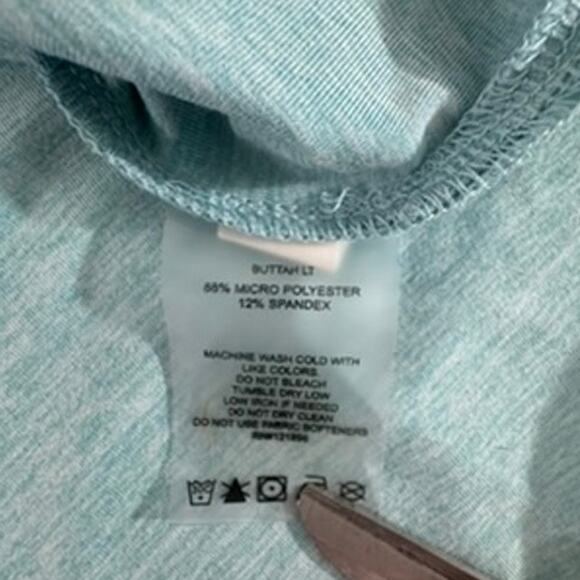 BUTTAH LT
88% MICRO POLYESTER
12% SPANDEX
MACHINE WASH COLD WITH
LIKE COLORS
DO NOT BLEACH
TUMBLE DRY LOW
LOW IRON IF NEEDED
DO NOT DRY CLEAN
DO NOT USE FABRIC SOFTENERS